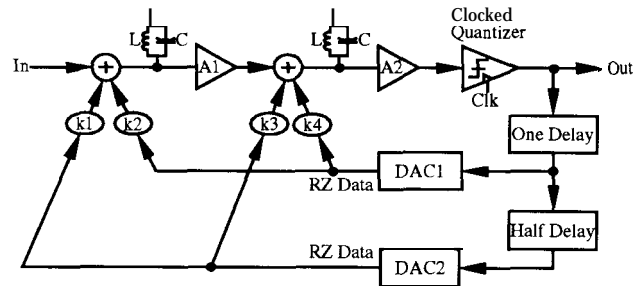 Clocked
Quantizer
L
C
L
C
In
+
A1
+
A2
Clk
Out
k1
k2
k3
k4
One Delay
DAC1
RZ Data
Half Delay
RZ Data
DAC2